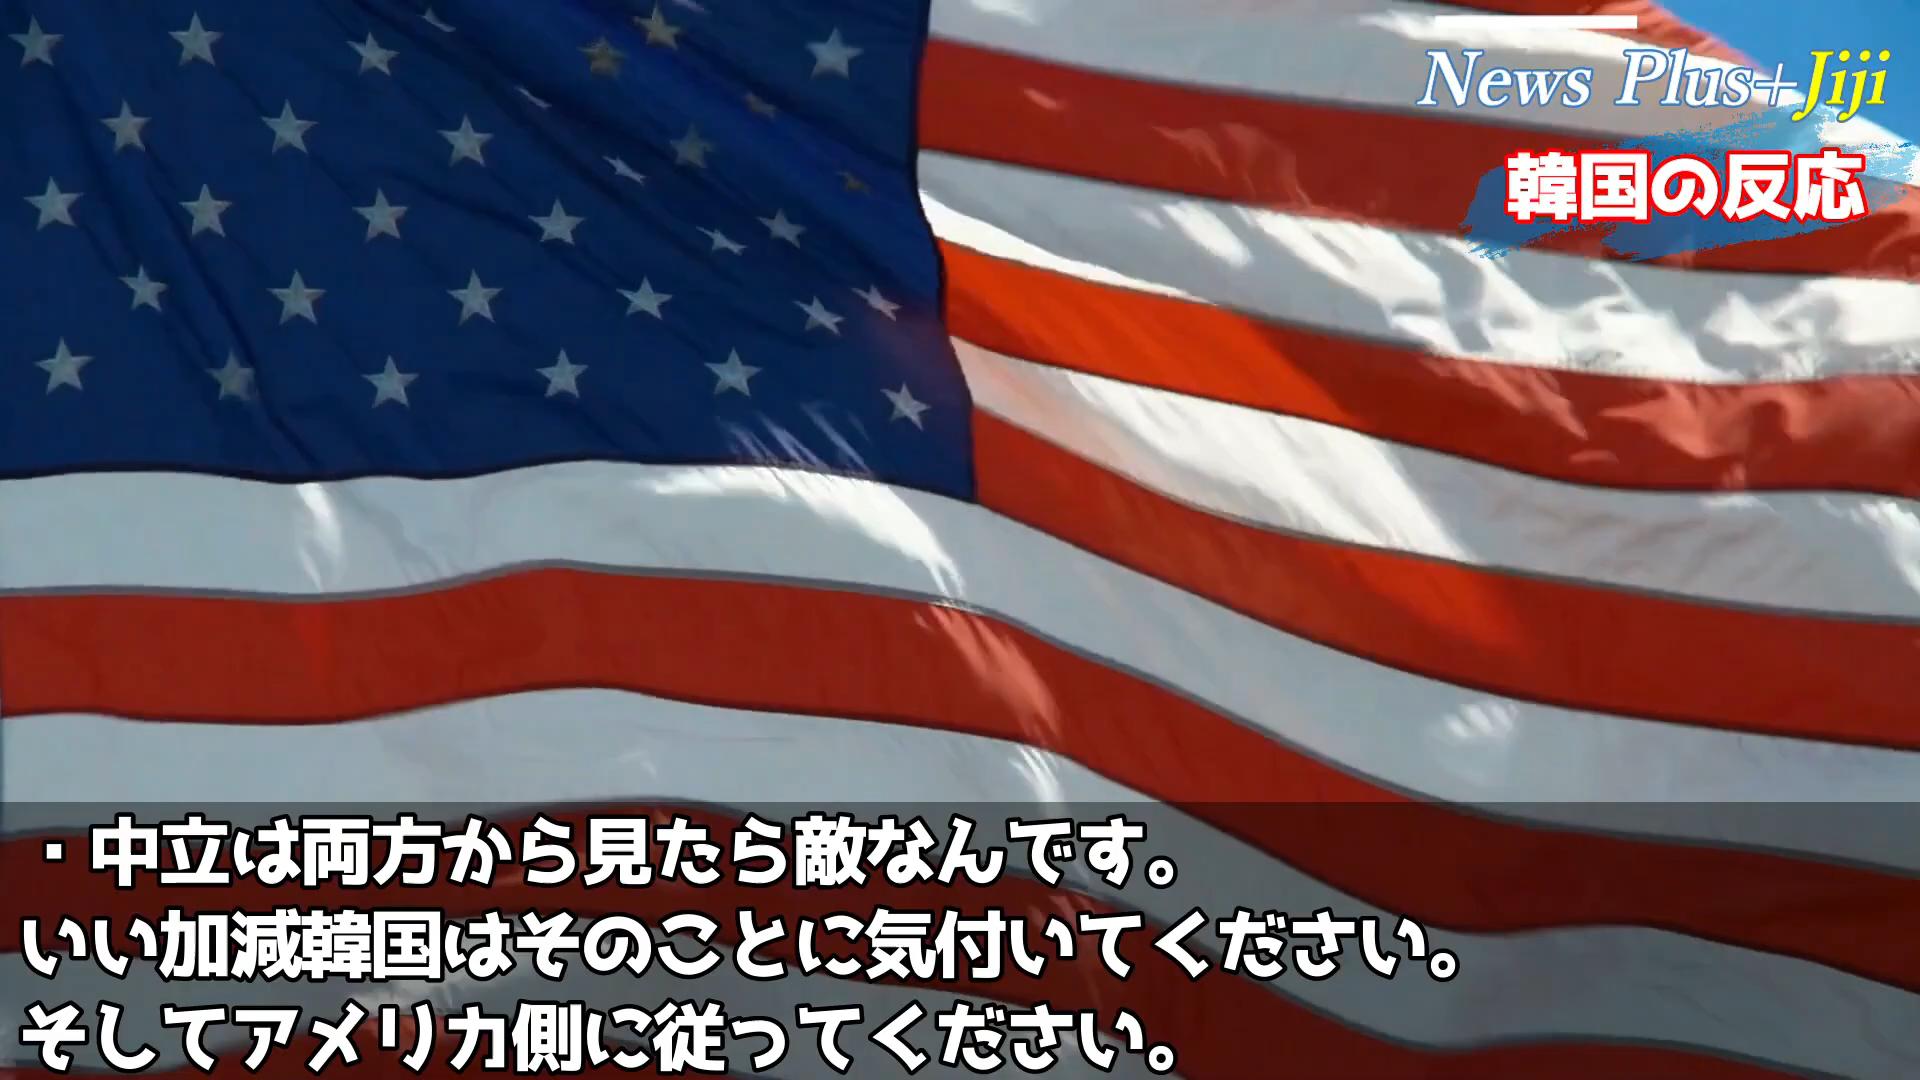 News Plus+Jiji
韓国の反応
・中立は両方から見たら敵なんです。
いい加減韓国はそのことに気付いてください。
そしてアメリカ側に従ってください。